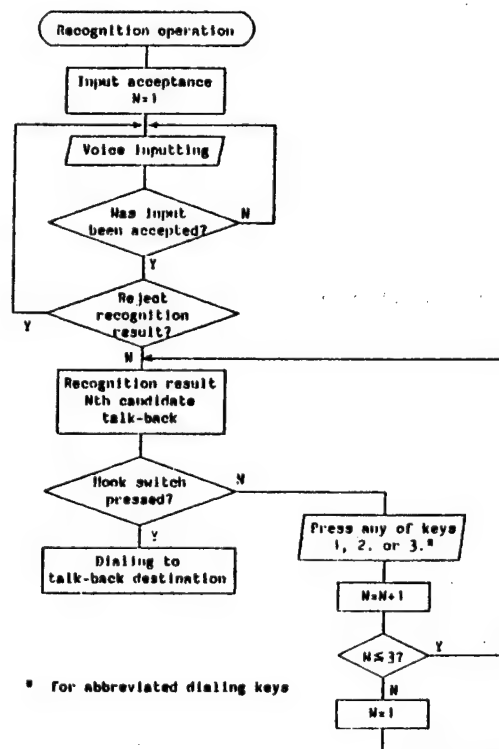 Recognition operation
Input acceptance
N=1
Voice inputting
Has input
been accepted?
N
Y
Reject
recognition
result?
Y
N
Recognition result
Nth candidate
talk-back
Hook switch
pressed?
N
Y
Dialing to
talk-back destination
Press any of keys
1, 2. or 3.*
N=N+1
N≦3?
Y
N
N=1
* for abbreviated dialing keys